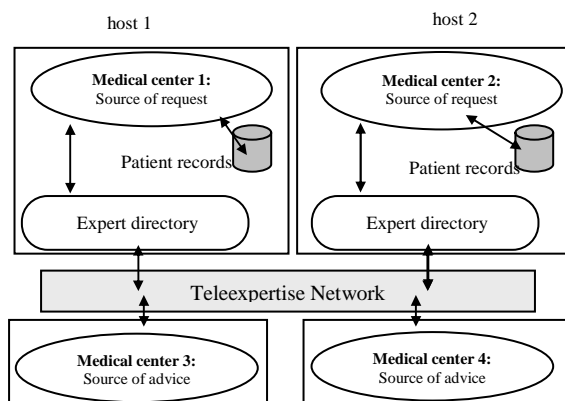 host 1
host 2
Medical center 1:
Source of request
Patient records
Expert directory
Medical center 2:
Source of request
Patient records
Expert directory
Teleexpertise Network
Medical center 3:
Source of advice
Medical center 4:
Source of advice